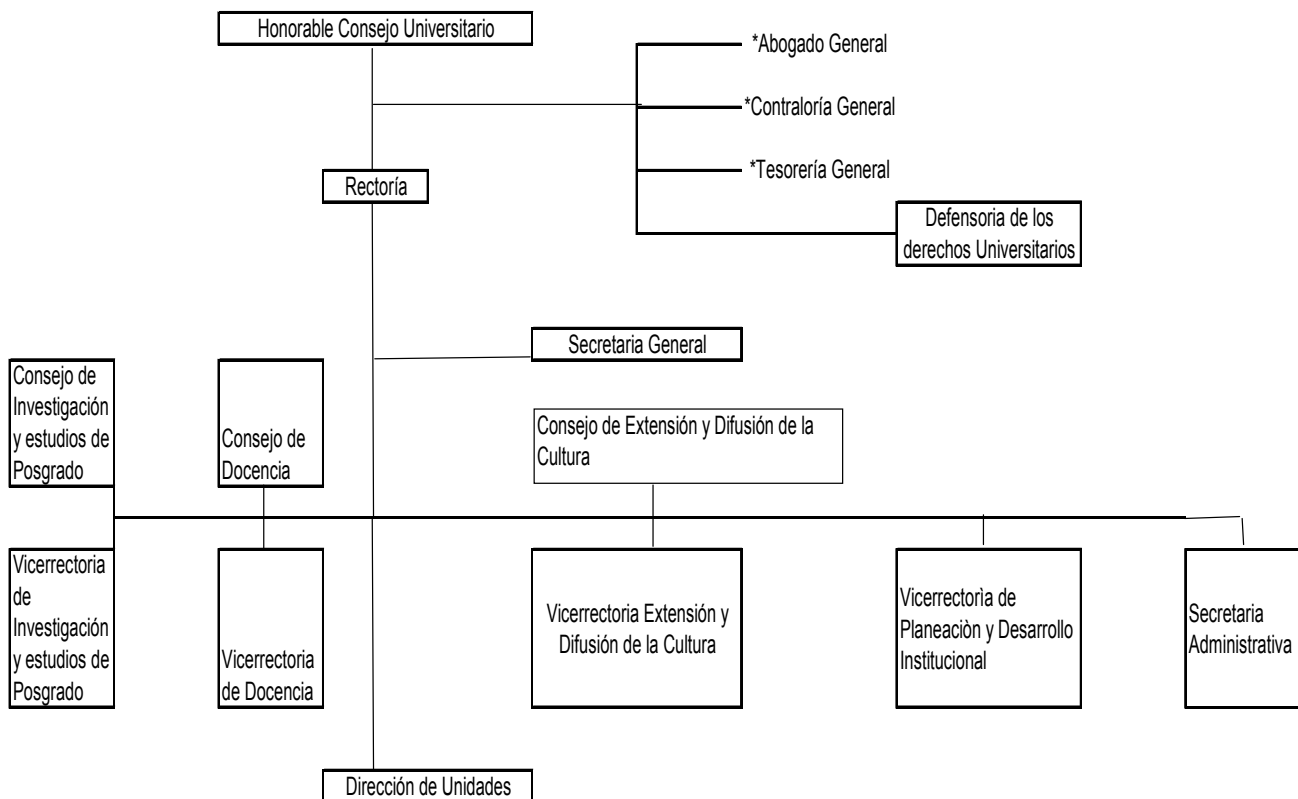 Honorable Consejo Universitario
*Abogado General
*Contraloría General
*Tesorería General
Rectoría
Defensoria de los
derechos Universitarios
Secretaria General
Consejo de
Investigación
y estudios de
Posgrado
Consejo de
Docencia
Consejo de Extensión y Difusión de la
Cultura
Vicerrectoria
de
Investigación
y estudios de
Posgrado
Vicerrectoria
de Docencia
Vicerrectoria Extensión y
Difusión de la Cultura
Vicerrectorìa de
Planeaciòn y Desarrollo
Institucional
Secretaria
Administrativa
Dirección de Unidades